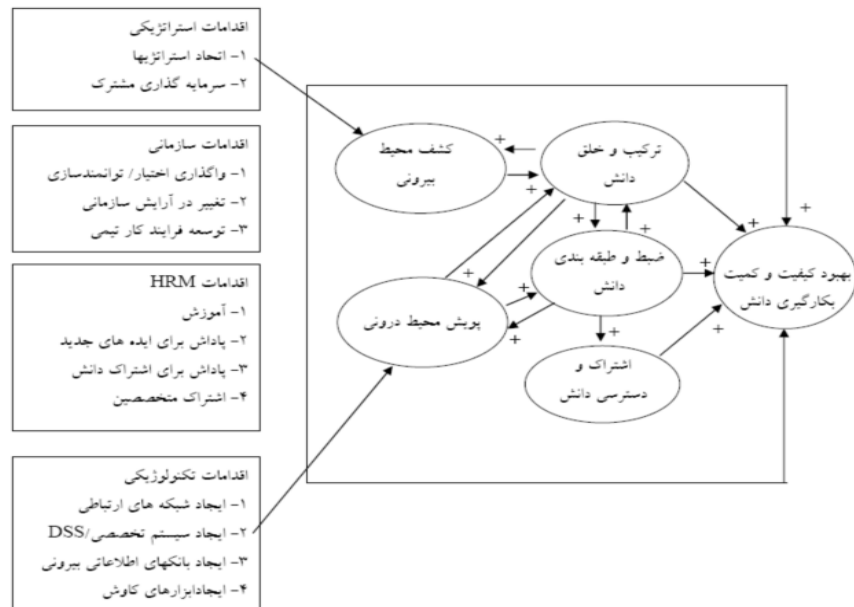 اقدامات استراتژیکی
۱- اتحاد استراتژیها
۲- سرمایه گذاری مشترک
اقدامات سازمانی
۱- واگذاری اختیار/ توانمندسازی
۲- تغییر در آرایش سازمانی
۳- توسعه فرایند کار تیمی
اقدامات HRM
۱- آموزش
۲- پاداش برای ایده های جدید
۳- پاداش برای اشتراک دانش
۴- اشتراک متخصصین
اقدامات تکنولوژیکی
۱- ایجاد شبکه های ارتباطی
۲- ایجاد سیستم تخصصی/DSS
۳- ایجاد بانکهای اطلاعاتی بیرونی
۴- ایجادابزارهای کاوش
کشف محیط
بیرونی
ترکیب و خلق
دانش
ضبط و طبقه بندی
دانش
پویش محیط درونی
اشتراک و
دسترسی دانش
بهبود کیفیت و کمیت
بکارگیری دانش
+
+
+
+
+
+
+
+
+
+
+
+
+
+